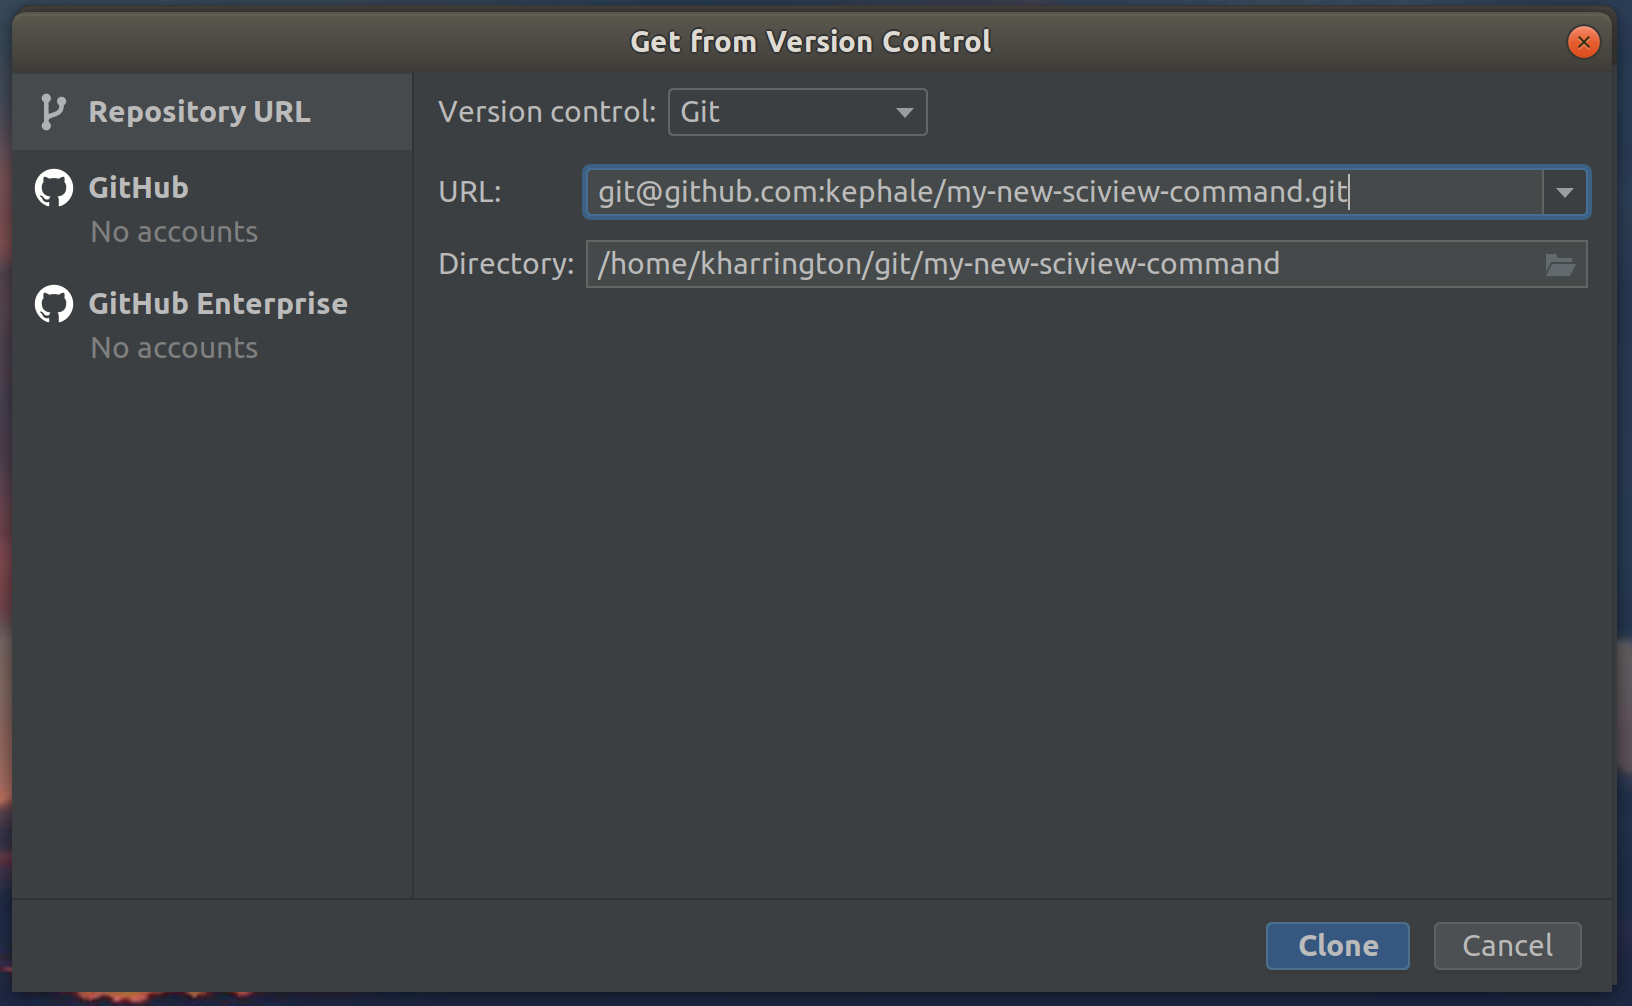 Get from Version Control
Repository URL
GitHub
No accounts
GitHub Enterprise
No accounts
Version control: Git
URL: git@github.com:kephale/my-new-sciview-command.git
Directory: /home/kharrington/git/my-new-sciview-command
Clone Cancel